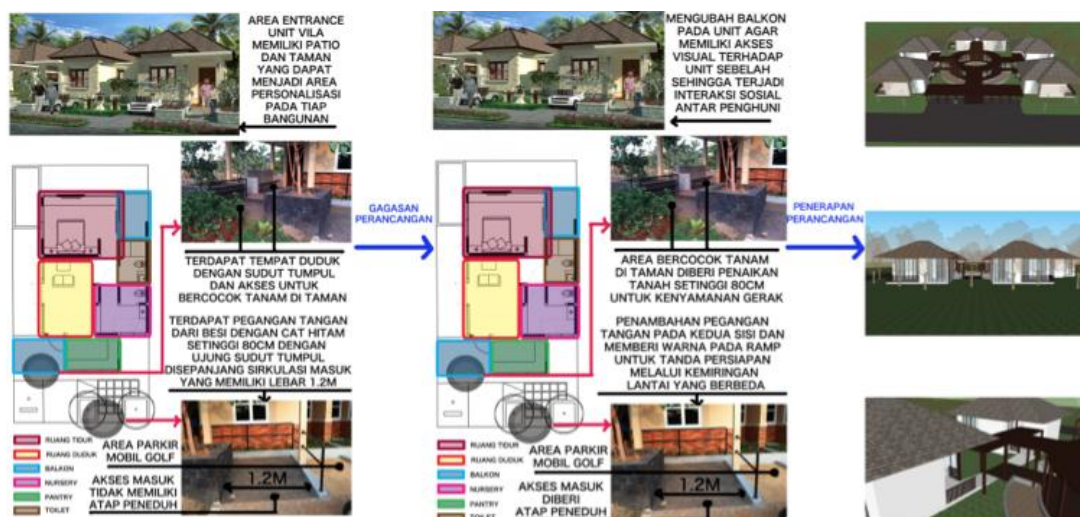 AREA ENTRANCE
UNIT VILA
MEMILIKI PATIO
DAN TAMAN
YANG DAPAT
MENJADI AREA
PERSONALISASI
PADA TIAP
BANGUNAN
TERDAPAT TEMPAT DUDUK
DENGAN SUDUT TUMPUL
DAN AKSES UNTUK
BERCOCOK TANAM DI TAMAN
TERDAPAT PEGANGAN TANGAN
DARI BESI DENGAN CAT HITAM
SETINGGI 80CM DENGAN
UJUNG SUDUT TUMPUL
DISEPANJANG SIRKULASI MASUK
YANG MEMILIKI LEBAR 1.2M
RUANG TIDUR
RUANG DUDUK
BALKON
NURSERY
PANTRY
TOILET
AREA PARKIR
MOBIL GOLF
AKSES MASUK
TIDAK MEMILIKI
ATAP PENEDUH
1.2M
GAGASAN
PERANCANGAN
MENGUBAH BALKON
PADA UNIT AGAR
MEMILIKI AKSES
VISUAL TERHADAP
UNIT SEBELAH
SEHINGGA TERJADI
INTERAKSI SOSIAL
ANTAR PENGHUNI
AREA BERCOCOK TANAM
DI TAMAN DIBERI PENAIKAN
TANAH SETINGGI 80CM
UNTUK KENYAMANAN GERAK
PENAMBAHAN PEGANGAN
TANGAN PADA KEDUA SISI DAN
MEMBERI WARNA PADA RAMP
UNTUK TANDA PERSIAPAN
MELALUI KEMIRINGAN
LANTAI YANG BERBEDA
RUANG TIDUR
RUANG DUDUK
BALKON
NURSERY
PANTRY
TOILET
AREA PARKIR
MOBIL GOLF
AKSES MASUK
DIBERI
ATAP PENEDUH
1.2M
PENERAPAN
PERANCANGAN